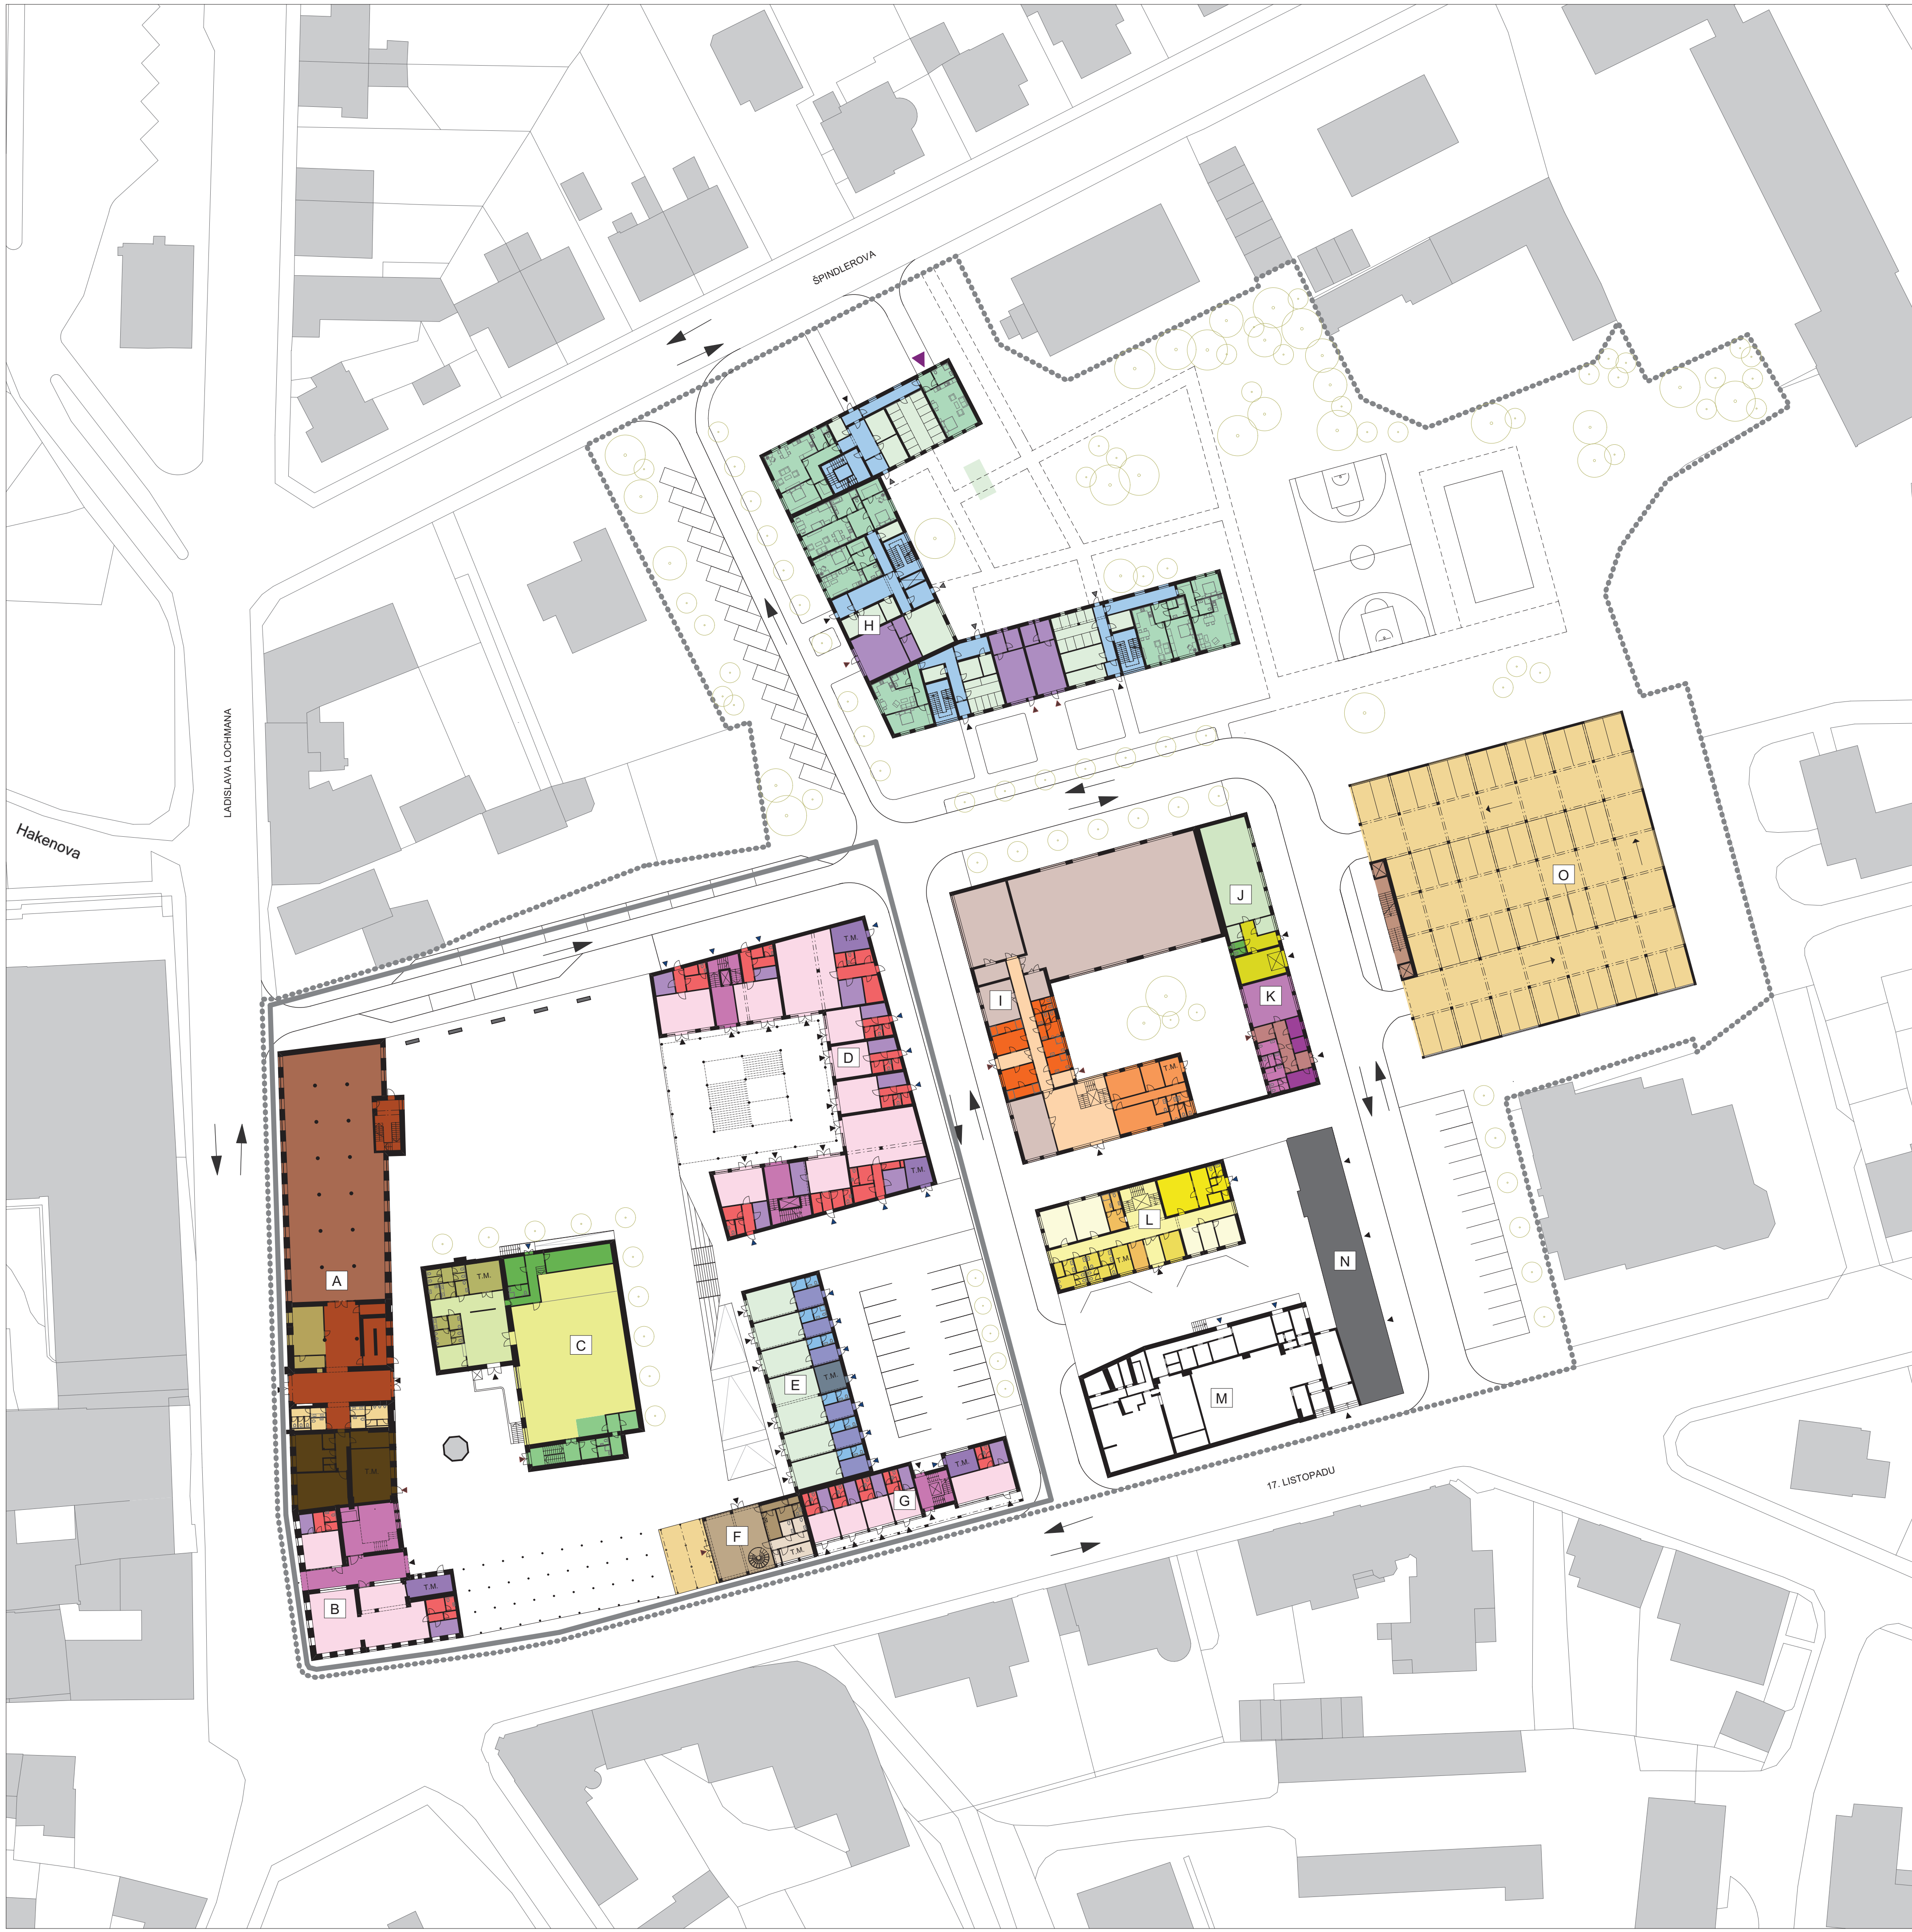 ŠPINDLEROVA
H
LADISLAVA LOCHMANA
Hakenova
O
J
T.M.
I
K
D
T.M.
T.M.
L
T.M.
N
A
T.M.
C
E
T.M.
M
T.M.
T.M.
G
17. LISTOPADU
F
T.M.
T.M.
B